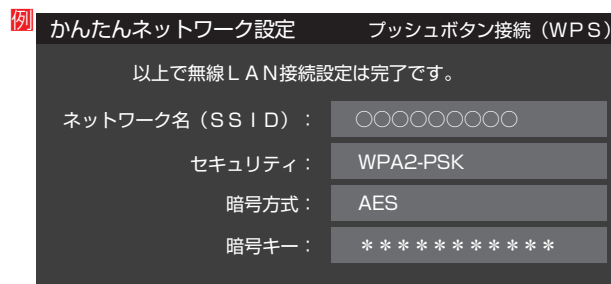 例
かんたんネットワーク設定 プッシュボタン接続（WPS）
以上で無線LAN接続設定は完了です。
ネットワーク名（SSID）： ○○○○○○○○○
セキュリティ： WPA2-PSK
暗号方式： AES
暗号キー： ＊＊＊＊＊＊＊＊＊＊＊